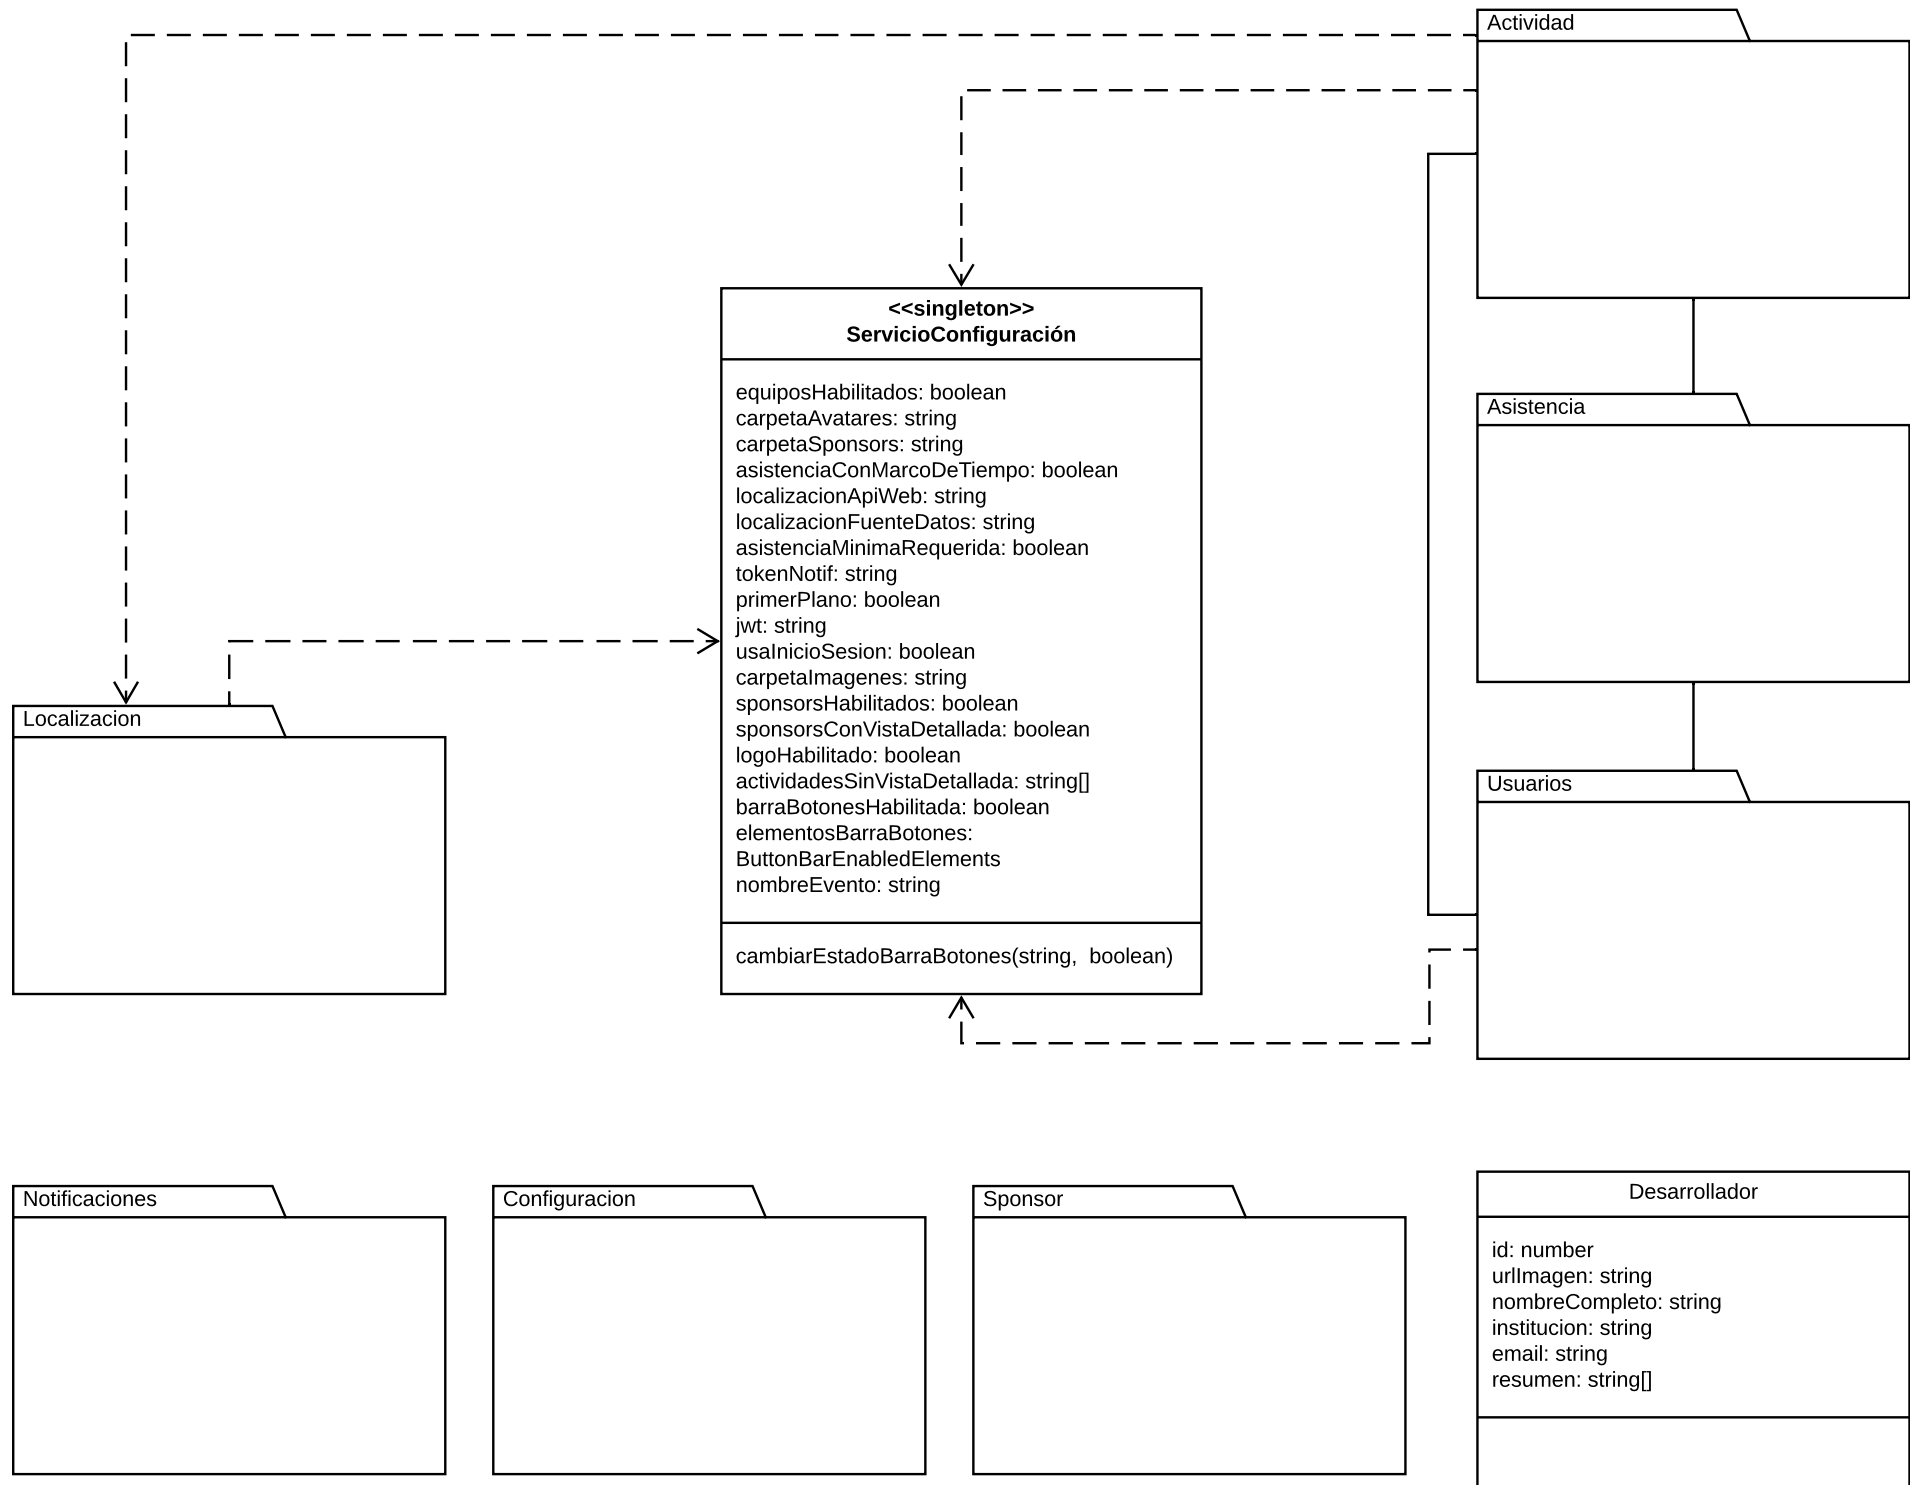 Actividad
<<singleton>>
ServicioConfiguración
equiposHabilitados: boolean
carpetaAvatares: string
carpetaSponsors: string
asistenciaConMarcoDeTiempo: boolean
localizacionApiWeb: string
localizacionFuenteDatos: string
asistenciaMinimaRequerida: boolean
tokenNotif: string
primerPlano: boolean
jwt: string
usaInicioSesion: boolean
carpetaImagenes: string
sponsorsHabilitados: boolean
sponsorsConVistaDetallada: boolean
logoHabilitado: boolean
actividadesSinVistaDetallada: string[]
barraBotonesHabilitada: boolean
elementosBarraBotones:
ButtonBarEnabledElements
nombreEvento: string
cambiarEstadoBarraBotones(string,  boolean)
Asistencia
Localizacion
Usuarios
Notificaciones
Configuracion
Sponsor
Desarrollador
id: number
urlImagen: string
nombreCompleto: string
institucion: string
email: string
resumen: string[]